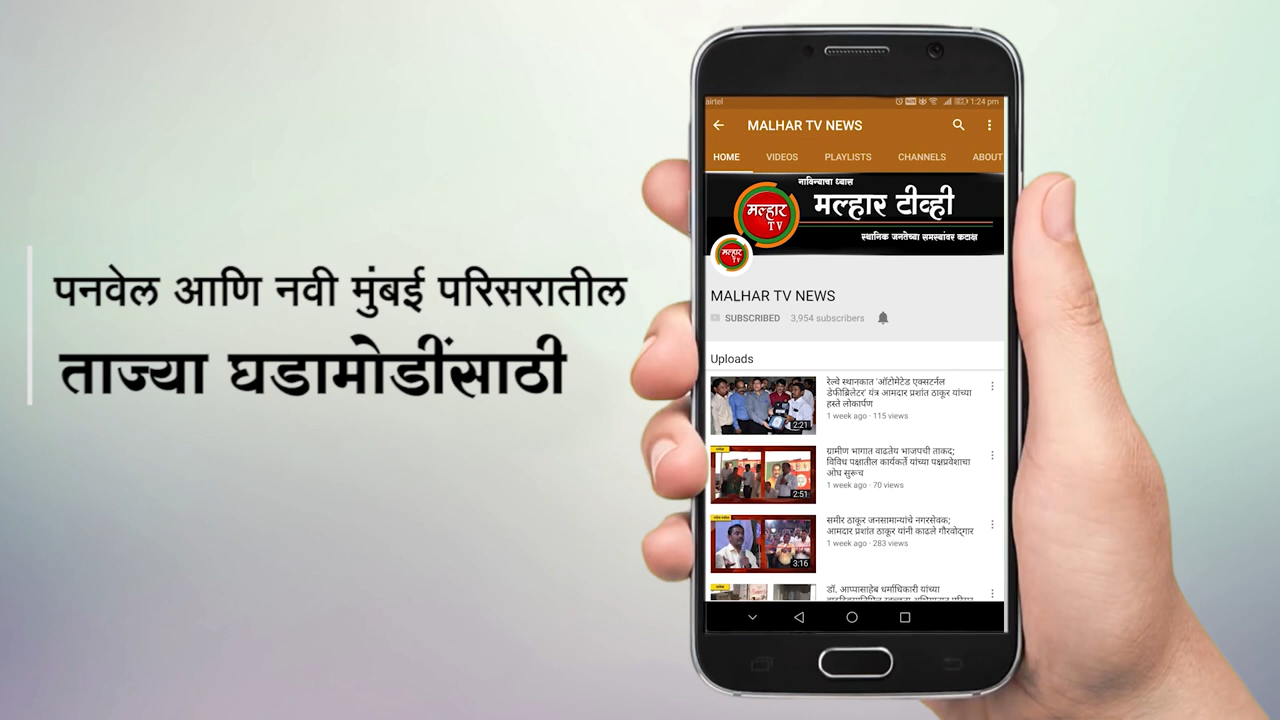 पनवेल आणि नवी मुंबई परिसरातील
ताज्या घडामोडींसाठी
airtel
1:24 pm
MALHAR TV NEWS
HOME VIDEOS PLAYLISTS CHANNELS ABOUT
नाविन्याचा ध्यास
मल्हार टीव्ही
मल्हार
TV
स्थानिक जनतेच्या समस्यांवर कटाक्ष
मल्हार
TV
MALHAR TV NEWS
SUBSCRIBED 3,954 subscribers
Uploads
रेल्वे स्थानकात 'ऑटोमेटेड एक्सटर्नल
डेफीब्रिलेटर' यंत्र आमदार प्रशांत ठाकूर यांच्या
हस्ते लोकार्पण
1 week ago · 115 views
2:21
ग्रामीण भागात वाढतेय भाजपची ताकद;
विविध पक्षातील कार्यकर्ते यांच्या पक्षप्रवेशाचा
ओघ सुरूच
1 week ago · 70 views
2:51
समीर ठाकूर जनसामान्यांचे नगरसेवक;
आमदार प्रशांत ठाकूर यांनी काढले गौरवोद्गार
1 week ago · 283 views
3:16
डॉ. आप्पासाहेब धर्माधिकारी यांच्या